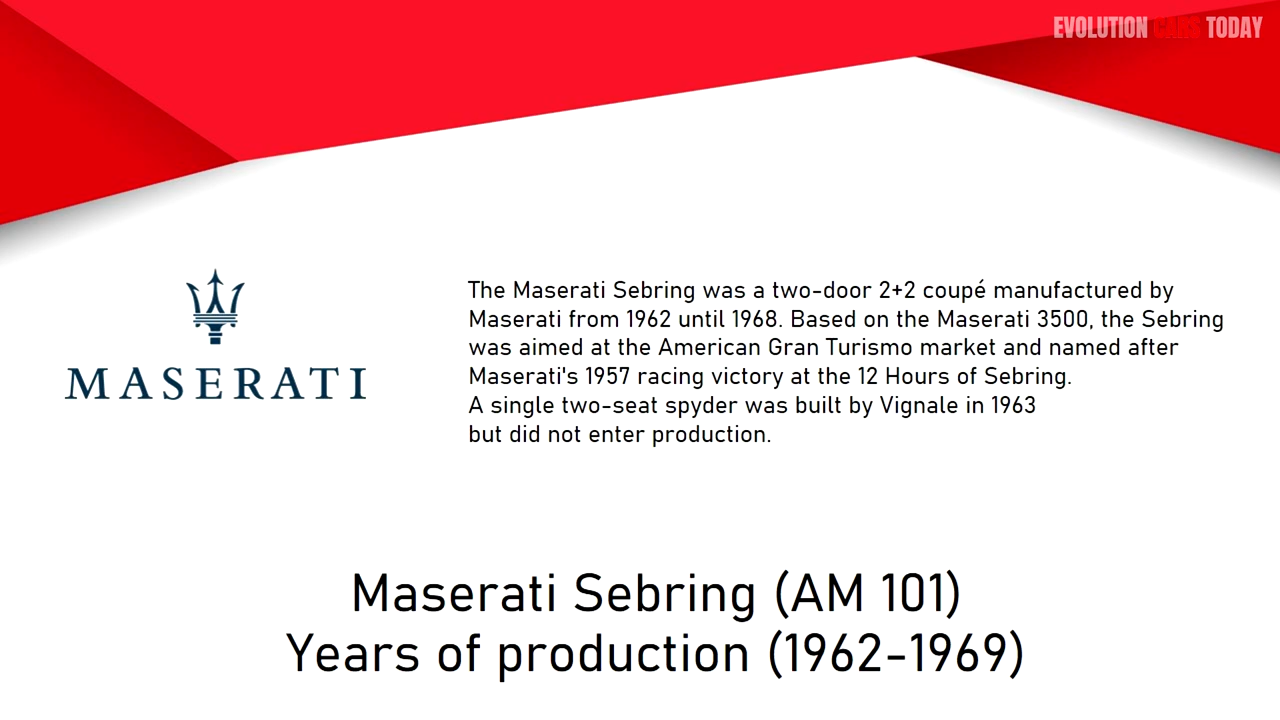 EVOLUTION CARS TODAY
MASERATI
The Maserati Sebring was a two-door 2+2 coupé manufactured by
Maserati from 1962 until 1968. Based on the Maserati 3500, the Sebring
was aimed at the American Gran Turismo market and named after
Maserati's 1957 racing victory at the 12 Hours of Sebring.
A single two-seat spyder was built by Vignale in 1963
but did not enter production.
Maserati Sebring (AM 101)
Years of production (1962-1969)